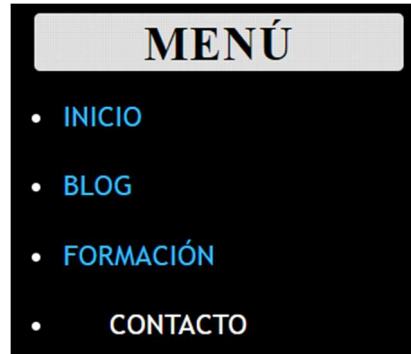 MENÚ
• INICIO
• BLOG
• FORMACIÓN
• CONTACTO